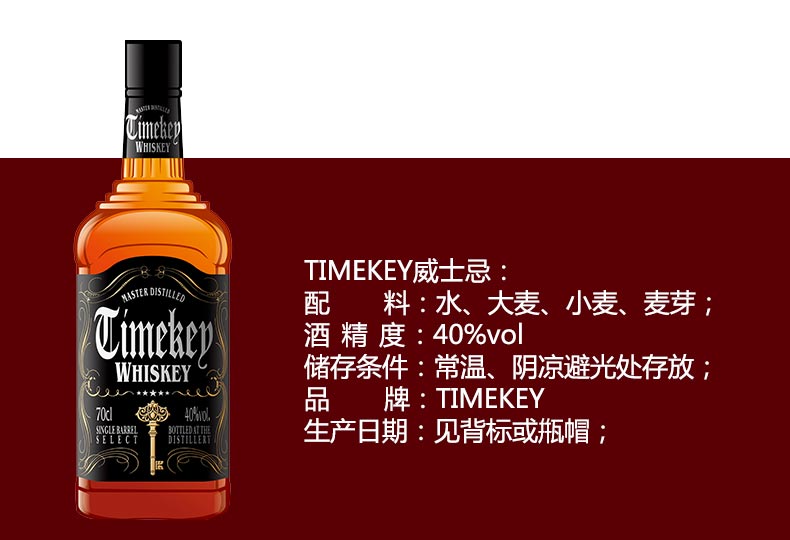 MASTER DISTILLED
Timekey
WHISKEY
MASTER DISTILLED
Timekey
WHISKEY
70cl
40%vol.
SINGLE BARREL
SELECT
BOTTLED AT THE
DISTILLERY
TIMEKEY威士忌：
配 料：水、大麦、小麦、麦芽；
酒 精 度：40%vol
储存条件：常温、阴凉避光处存放；
品 牌：TIMEKEY
生产日期：见背标或瓶帽；